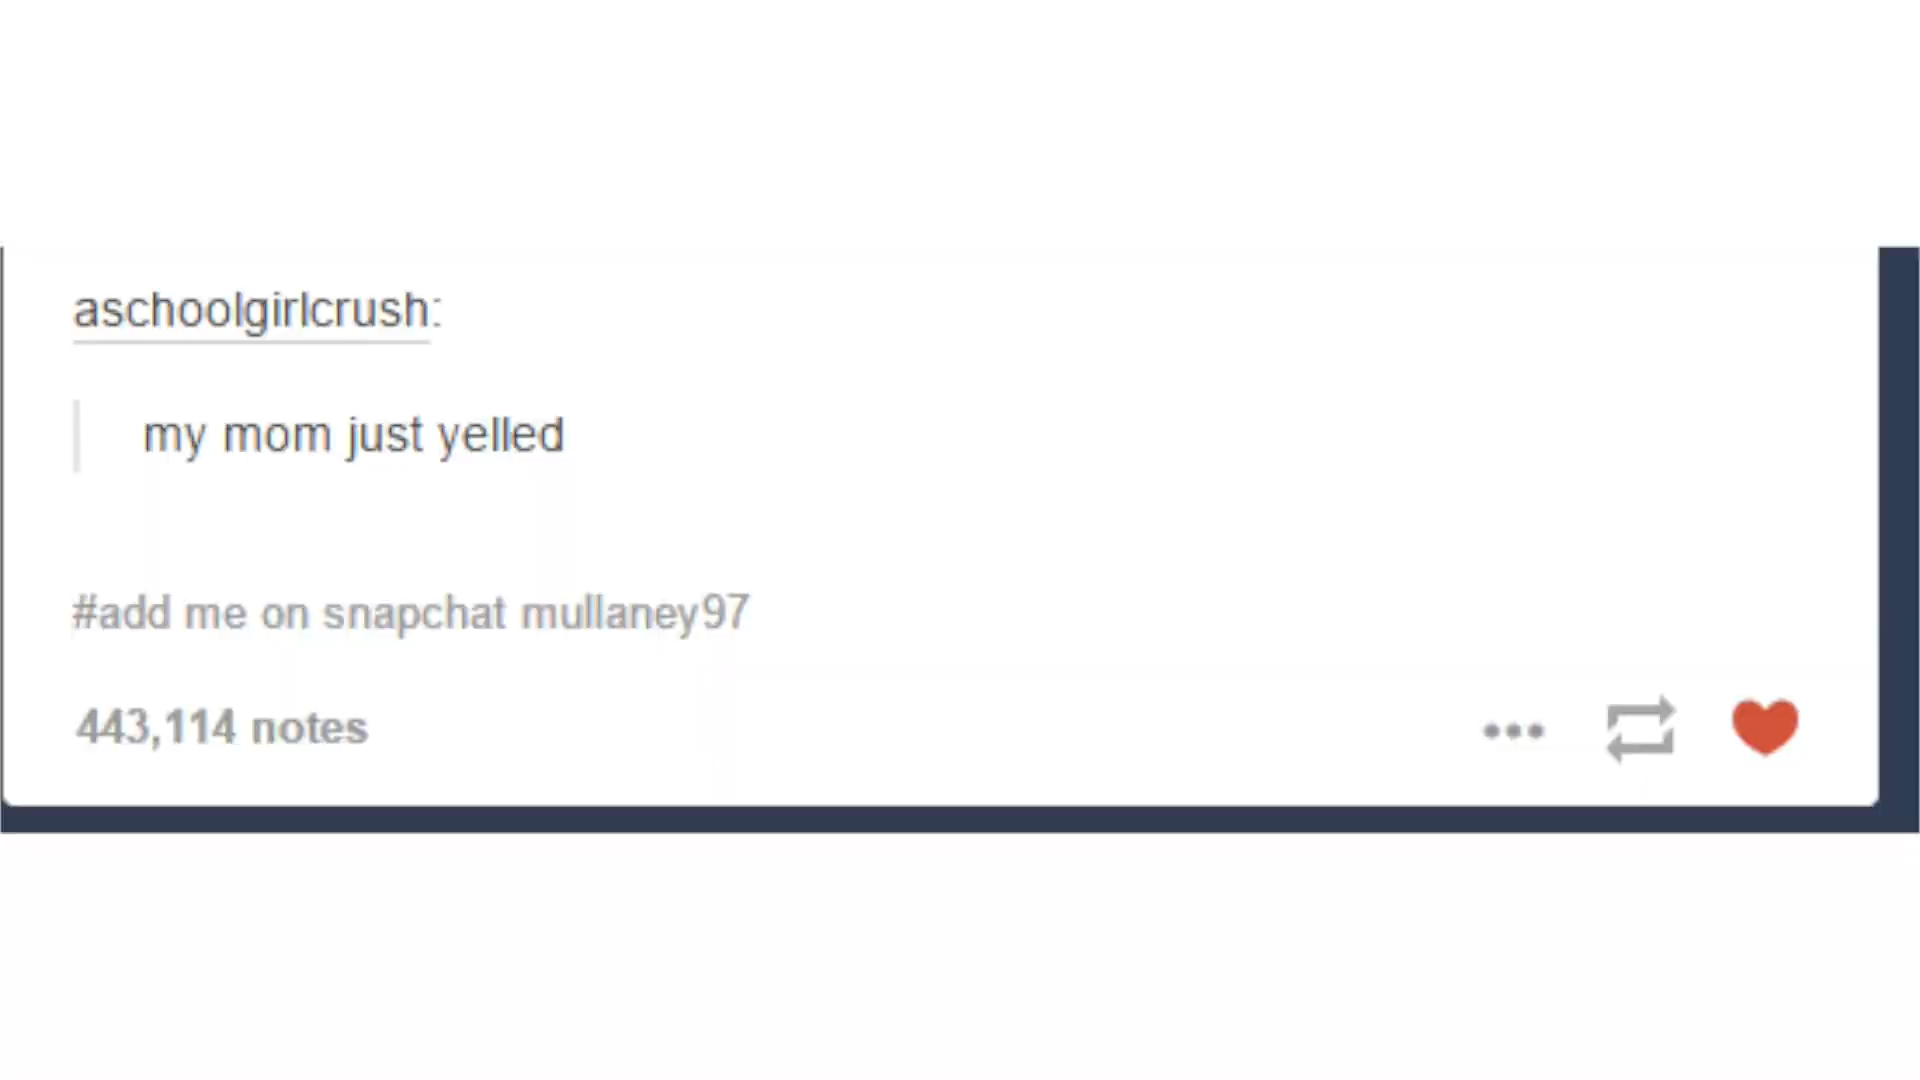 aschoolgirlcrush:
my mom just yelled
#add me on snapchat mullaney97
443,114 notes